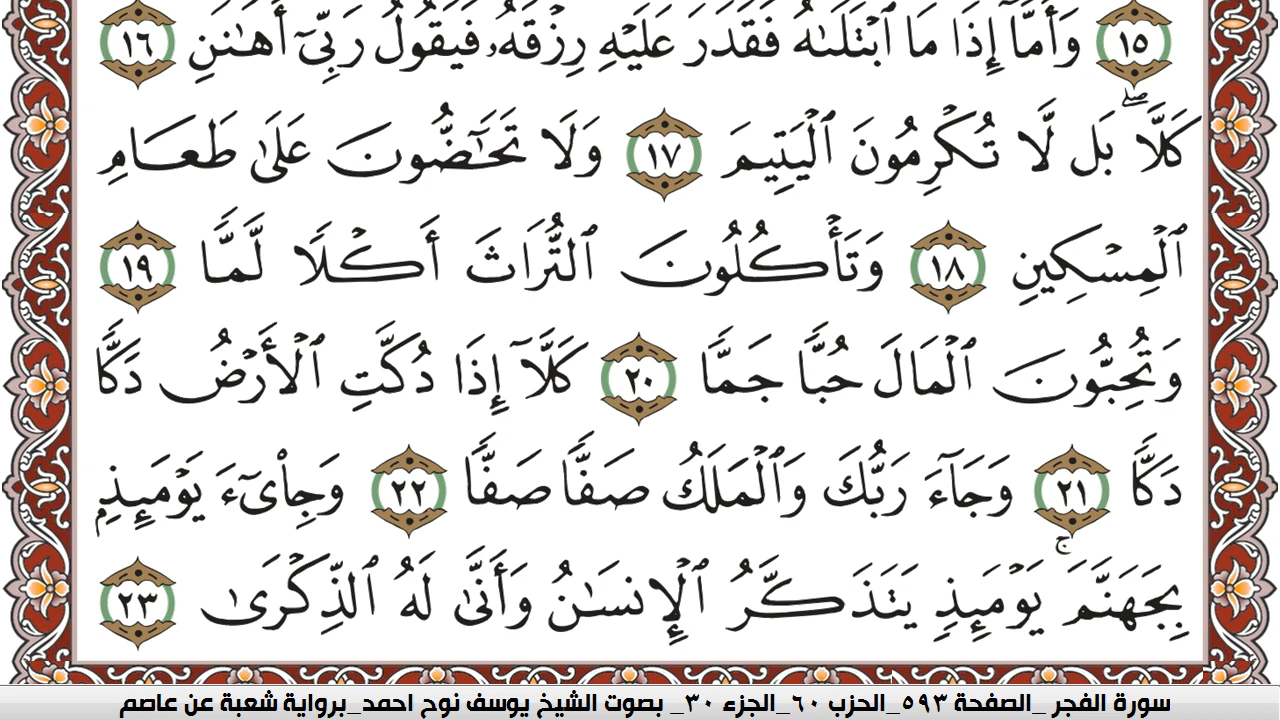 ١٥ وَأَمَّآ إِذَا مَا ٱبْتَلَىٰهُ فَقَدَرَ عَلَيْهِ رِزْقَهُۥ فَيَقُولُ رَبِّىٓ أَهَٰنَنِ ١٦
كَلَّاۖ بَل لَّا تُكْرِمُونَ ٱلْيَتِيمَ ١٧ وَلَا تَحَٰٓضُّونَ عَلَىٰ طَعَامِ
ٱلْمِسْكِينِ ١٨ وَتَأْكُلُونَ ٱلتُّرَاثَ أَكْلًا لَّمًّا ١٩
وَتُحِبُّونَ ٱلْمَالَ حُبًّا جَمًّا ٢٠ كَلَّآ إِذَا دُكَّتِ ٱلْأَرْضُ دَكًّا
دَكًّا ٢١ وَجَآءَ رَبُّكَ وَٱلْمَلَكُ صَفًّا صَفًّا ٢٢ وَجِا۟ىٓءَ يَوْمَئِذٍۭ
بِجَهَنَّمَۚ يَوْمَئِذٍ يَتَذَكَّرُ ٱلْإِنسَٰنُ وَأَنَّىٰ لَهُ ٱلذِّكْرَىٰ ٢٣
سورة الفجر _الصفحة ٥٩٣_الحزب ٦٠_الجزء ٣٠_ بصوت الشيخ يوسف نوح احمد_برواية شعبة عن عاصم